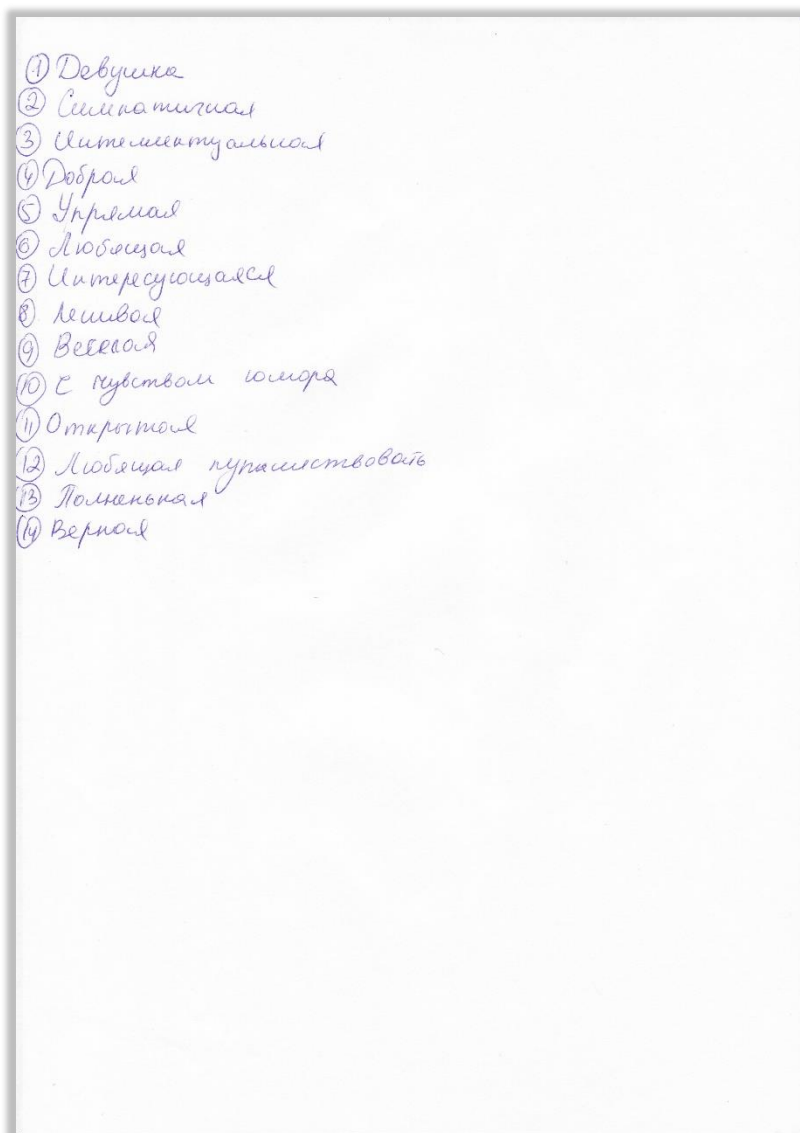 1 Девушка
2 Симпатичная
3 Интеллектуальная
4 Добрая
5 Упрямая
6 Любящая
7 Интересующаяся
8 Ленивая
9 Веселая
10 С чувством юмора
11 Открытая
12 Любящая путешествовать
13 Полненькая
14 Верная